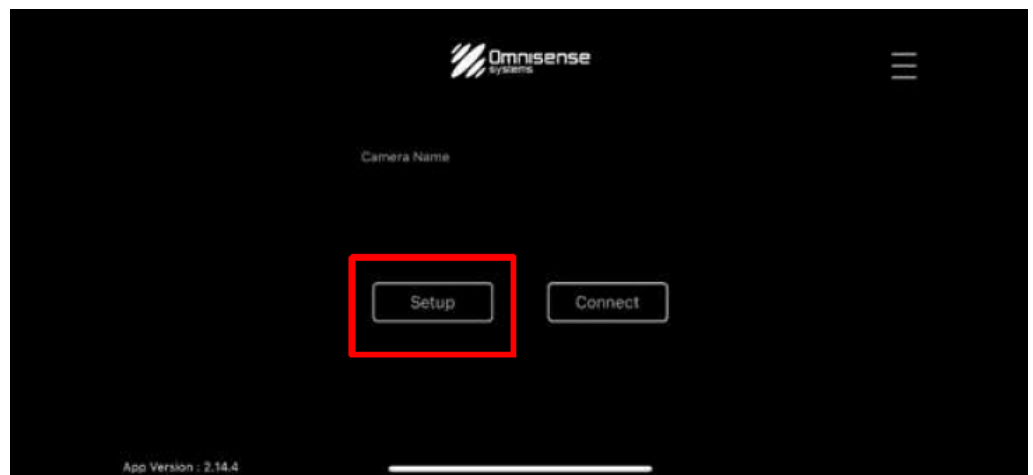 Omnisense
systems
Camera Name
Setup
Connect
App Version : 2.14.4